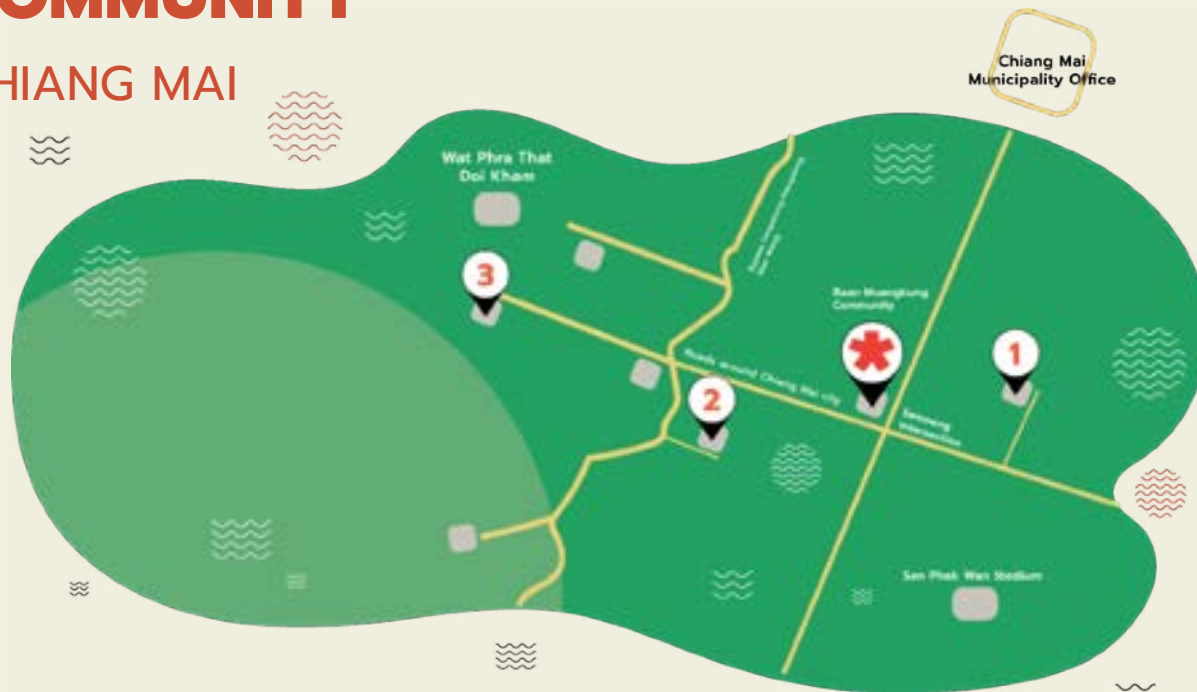 OMMUNITY
HIANG MAI
Chiang Mai
Municipality Office
Wat Phra That
Doi Kham
3
Baan Muangkung
Community
1
Roads around Chiang Mai city
2
Intersection
San Phak Wan Stadium